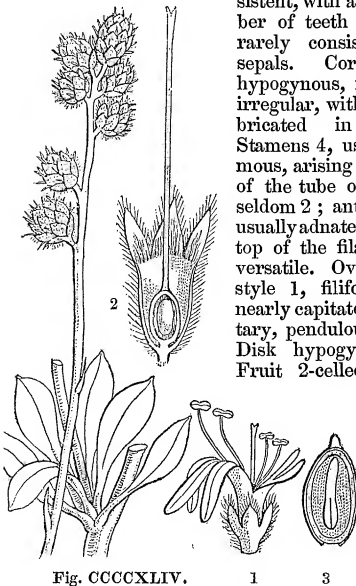 sistent, with a
ber of teeth
rarely consis
sepals. Cor
hypogynous,
irregular, with
bricated in
Stamens 4, us
mous, arising
of the tube o
seldom 2 ; ant
usually adnate
top of the fila
versatile. Ov
style 1, filifo
nearly capitate
tary, pendulou
Disk hypogy
Fruit 2-celle
2
Fig. CCCCXLIV.
1
3